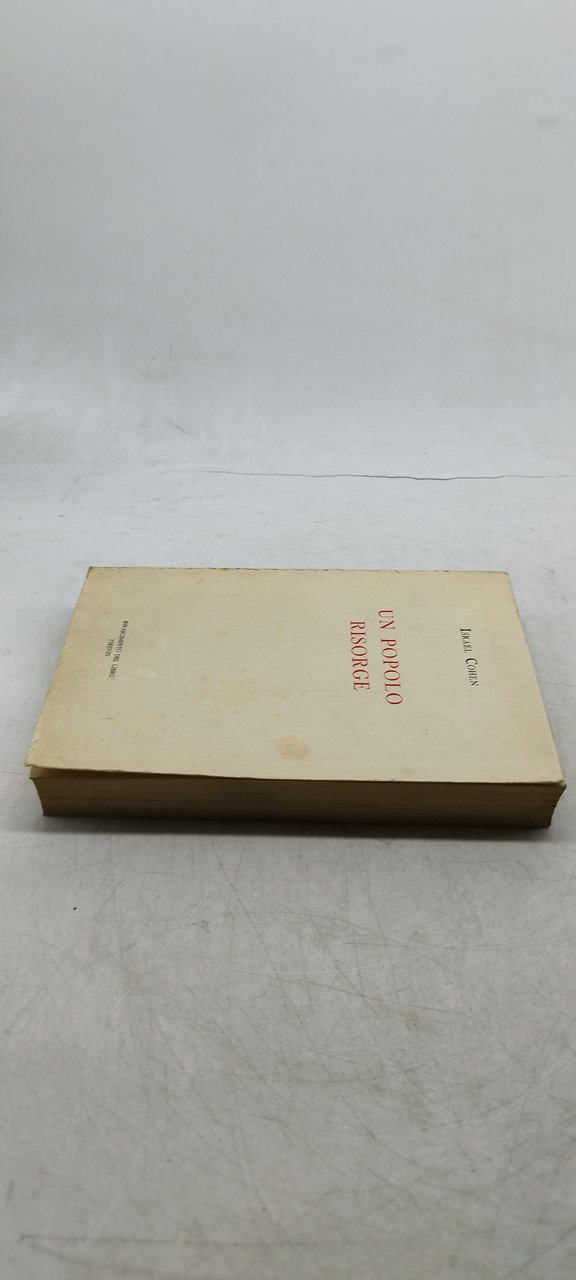 ISRAEL COHEN
UN POPOLO
RISORGE
RINASCIMENTO DEL LIBRO
FIRENZE